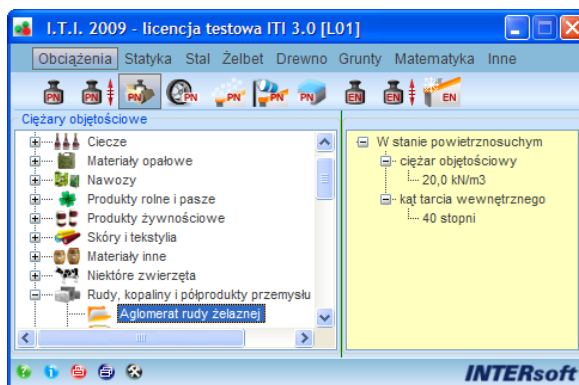 I.T.I. 2009 - licencja testowa ITI 3.0 [L01]
Obciążenia Statyka Stal Żelbet Drewno Grunty Matematyka Inne
PN PN PN PN PN PN PN EN EN EN
Ciężary objętościowe
Ciecze
Materiały opałowe
Nawozy
Produkty rolne i pasze
Produkty żywnościowe
Skóry i tekstylia
Materiały inne
Niektóre zwierzęta
Rudy, kopaliny i półprodukty przemysłu
Aglomerat rudy żelaznej
W stanie powietrznosuchym
ciężar objętościowy
20,0 kN/m3
kąt tarcia wewnętrznego
40 stopni
INTERsoft